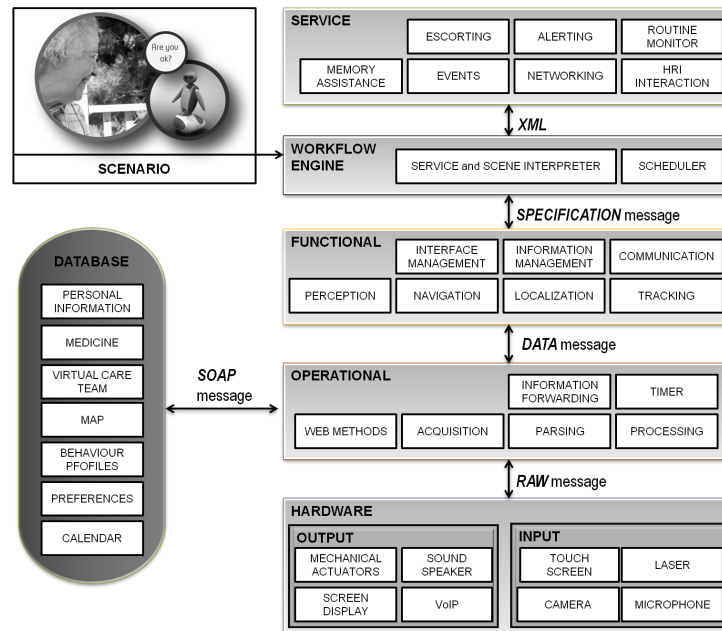 Are you
ok?
SCENARIO
SERVICE
ESCORTING
ALERTING
ROUTINE
MONITOR
MEMORY
ASSISTANCE
EVENTS
NETWORKING
HRI
INTERACTION
XML
WORKFLOW
ENGINE
SERVICE and SCENE INTERPRETER
SCHEDULER
SPECIFICATION message
FUNCTIONAL
INTERFACE
MANAGEMENT
INFORMATION
MANAGEMENT
COMMUNICATION
PERCEPTION
NAVIGATION
LOCALIZATION
TRACKING
DATA message
DATABASE
PERSONAL
INFORMATION
MEDICINE
VIRTUAL CARE
TEAM
MAP
BEHAVIOUR
PFOFILES
PREFERENCES
CALENDAR
SOAP
message
OPERATIONAL
INFORMATION
FORWARDING
TIMER
WEB METHODS
ACQUISITION
PARSING
PROCESSING
RAW message
HARDWARE
OUTPUT
MECHANICAL
ACTUATORS
SOUND
SPEAKER
SCREEN
DISPLAY
VoIP
INPUT
TOUCH
SCREEN
LASER
CAMERA
MICROPHONE